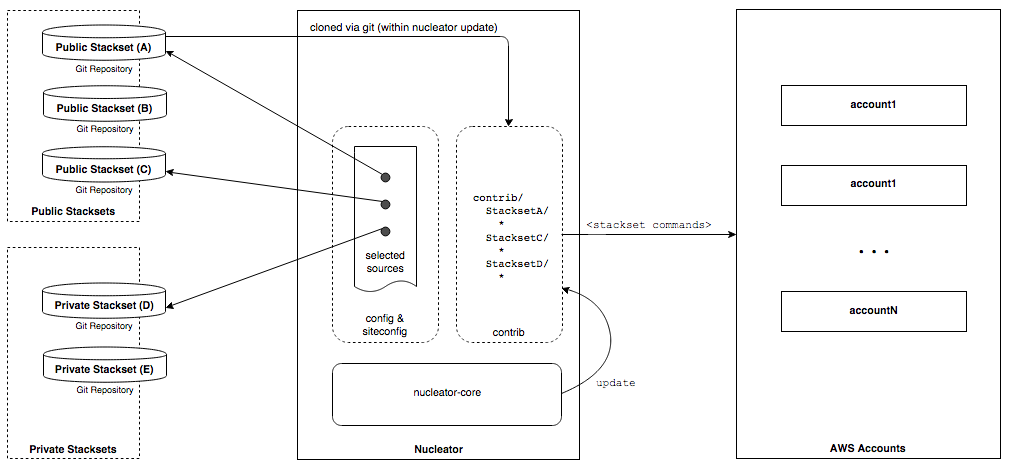 Public Stackset (A)
Git Repository
Public Stackset (B)
Git Repository
Public Stackset (C)
Git Repository
Public Stacksets
Private Stackset (D)
Git Repository
Private Stackset (E)
Git Repository
Private Stacksets
cloned via git (within nucleator update)
selected
sources
config &
siteconfig
contrib/
StacksetA/
*
StacksetC/
*
StacksetD/
*
contrib
nucleator-core
update
Nucleator
<stackset commands>
account1
account1
. . .
accountN
AWS Accounts